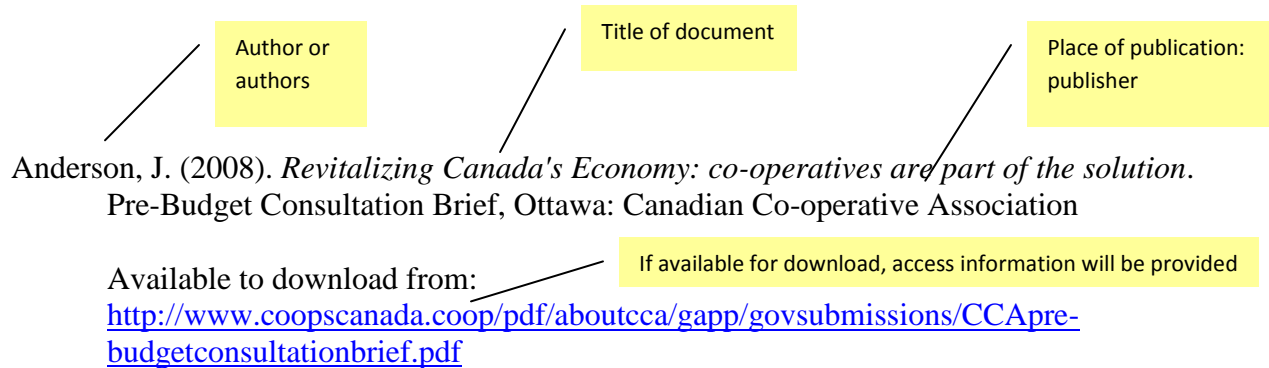 Author or
authors
Title of document
Place of publication:
publisher
Anderson, J. (2008). Revitalizing Canada's Economy: co-operatives are part of the solution.
Pre-Budget Consultation Brief, Ottawa: Canadian Co-operative Association
If available for download, access information will be provided
Available to download from:
http://www.coopscanada.coop/pdf/aboutcca/gapp/govsubmissions/CCApre-
budgetconsultationbrief.pdf